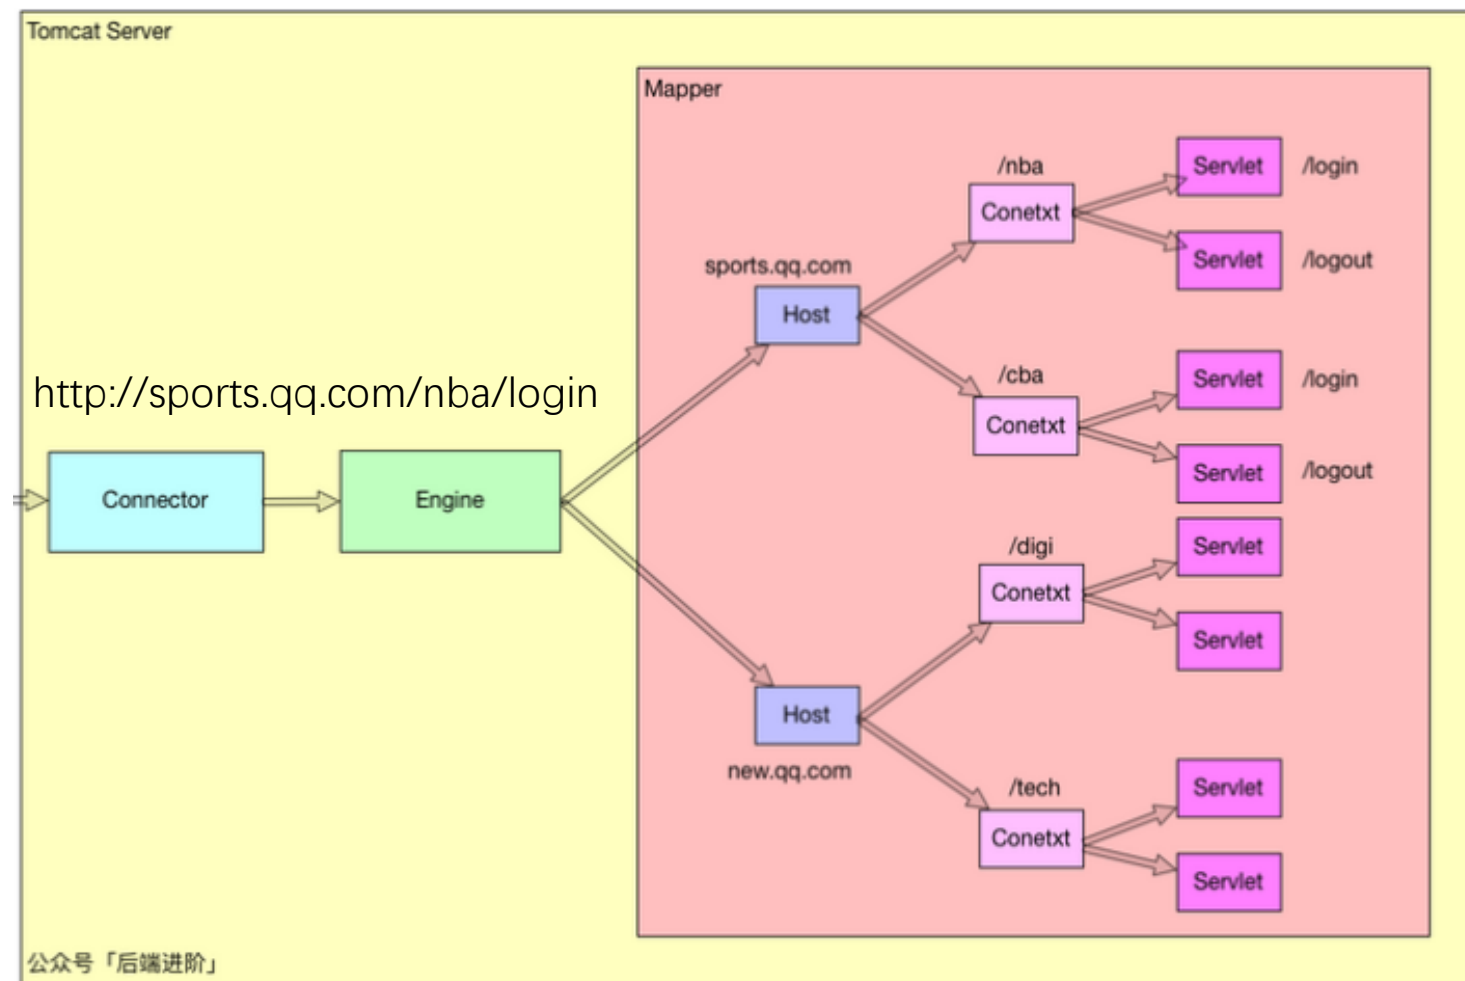 Tomcat Server
Mapper
/nba
Servlet
/login
Conetxt
sports.qq.com
Servlet
/logout
Host
http://sports.qq.com/nba/login
/cba
Servlet
/login
Conetxt
Servlet
/logout
Connector
Engine
/digi
Servlet
Conetxt
Servlet
Host
new.qq.com
/tech
Servlet
Conetxt
Servlet
公众号「后端进阶」